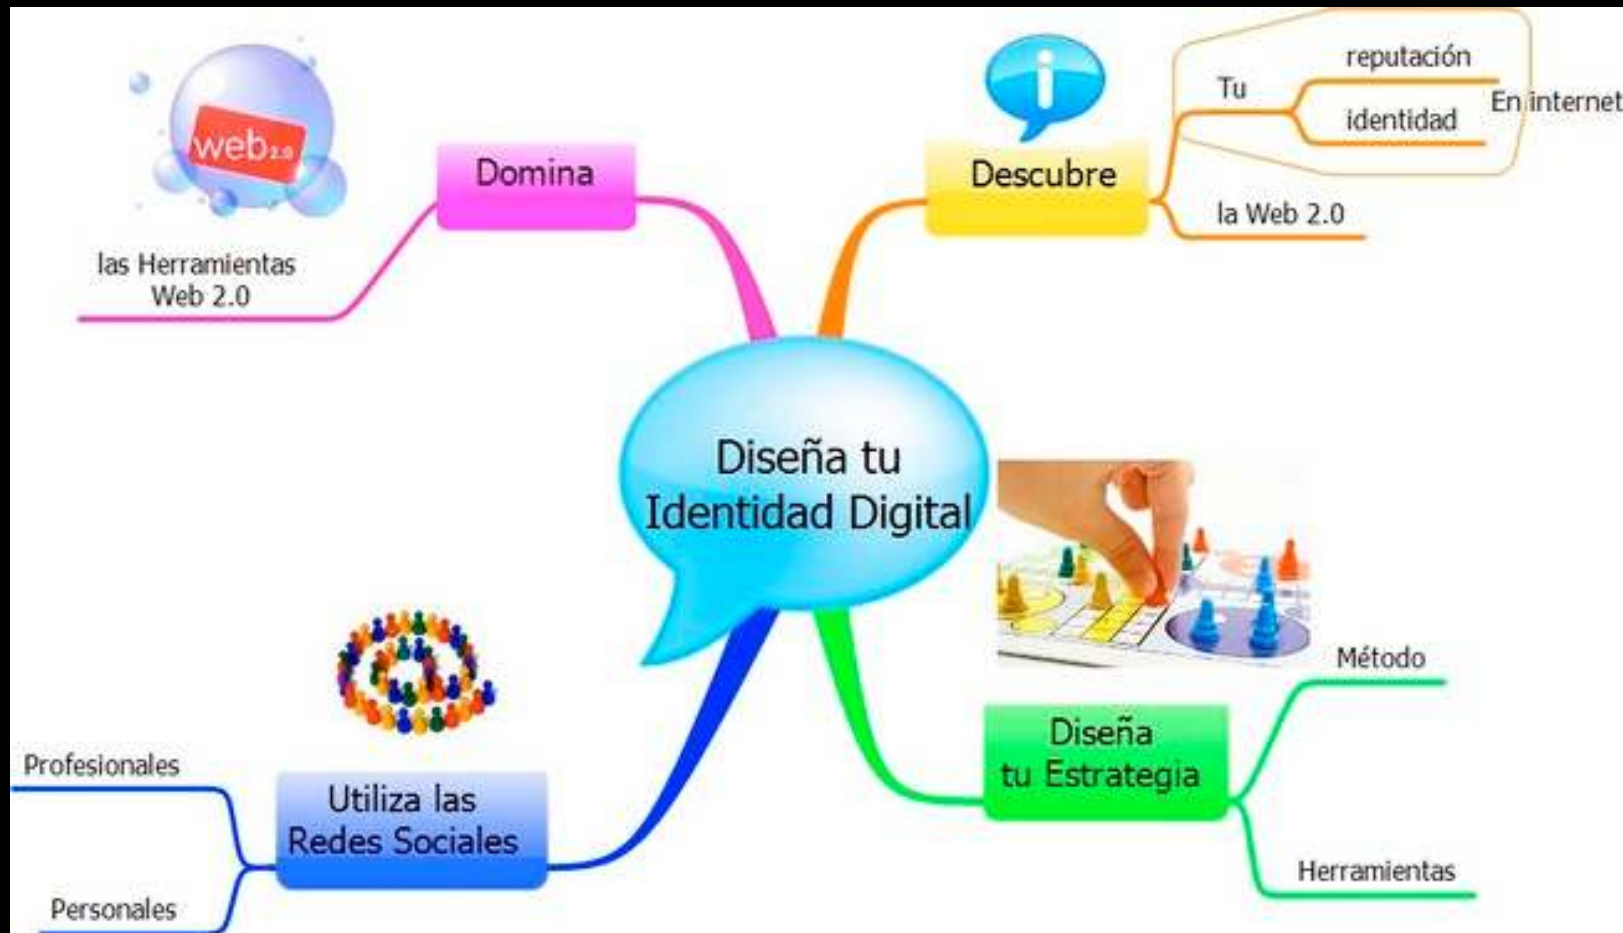 web2.0
Domina
las Herramientas
Web 2.0
i
Descubre
Tu
reputación
identidad
En internet
la Web 2.0
Diseña tu
Identidad Digital
Método
Diseña
tu Estrategia
Herramientas
Profesionales
Utiliza las
Redes Sociales
Personales